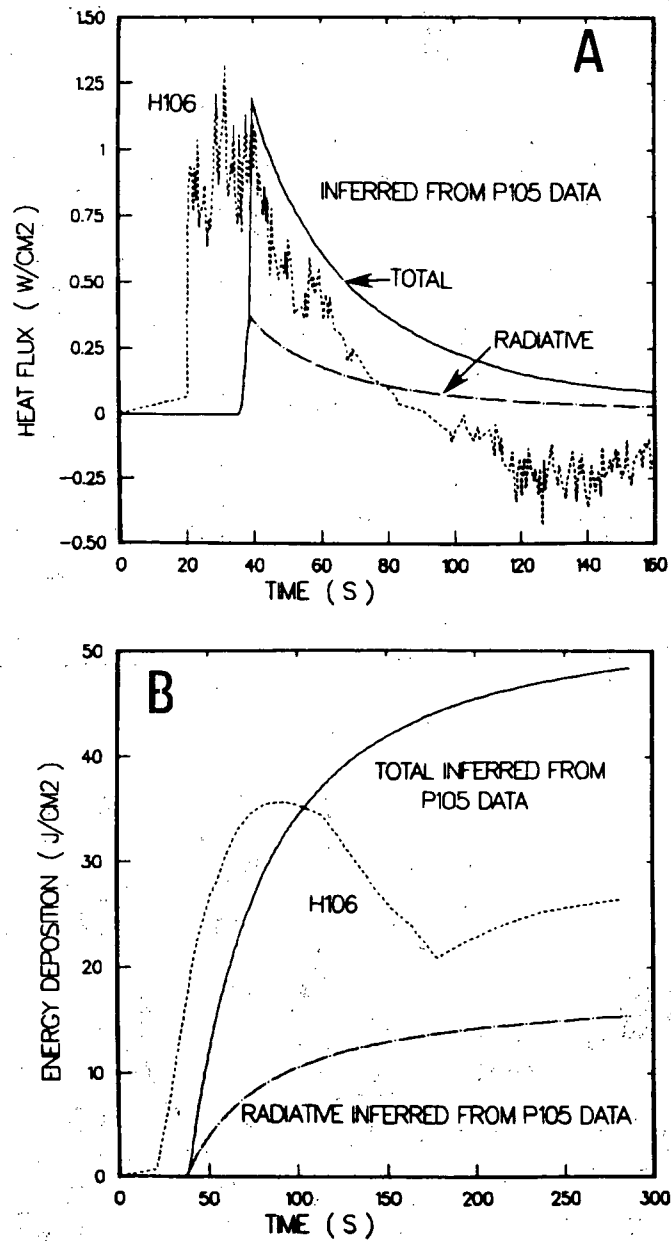 A
1.50
1.25
1
0.75
0.50
0.25
0
−0.25
−0.50
HEAT FLUX ( W/CM2 )
H106
INFERRED FROM P105 DATA
TOTAL
RADIATIVE
0 20 40 60 80 100 120 140 160
TIME ( S )
B
50
40
30
20
10
0
ENERGY DEPOSITION ( J/CM2 )
TOTAL INFERRED FROM
P105 DATA
H106
RADIATIVE INFERRED FROM P105 DATA
0 50 100 150 200 250 300
TIME ( S )